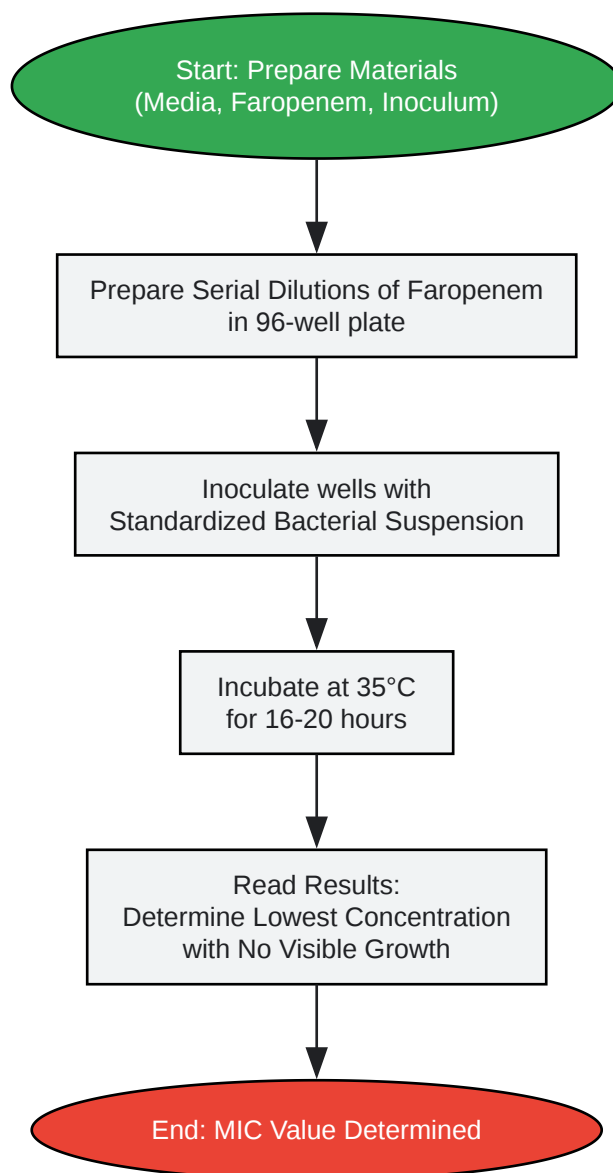 Start: Prepare Materials
(Media, Faropenem, Inoculum)
Prepare Serial Dilutions of Faropenem
in 96-well plate
Inoculate wells with
Standardized Bacterial Suspension
Incubate at 35°C
for 16-20 hours
Read Results:
Determine Lowest Concentration
with No Visible Growth
End: MIC Value Determined